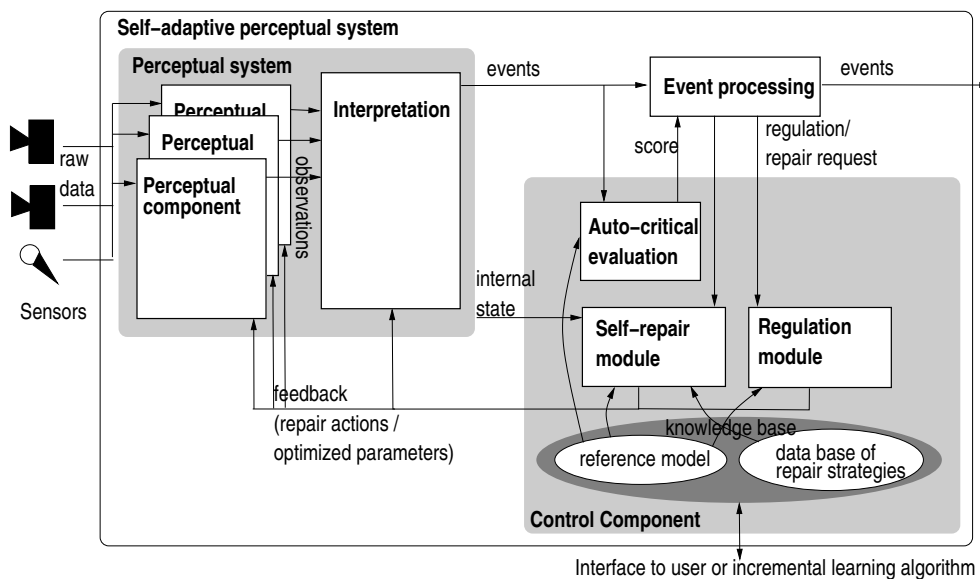 Self-adaptive perceptual system
Perceptual system
Perceptual
Perceptual
Perceptual
component
Interpretation
observations
raw
data
Sensors
events
Event processing
events
score
regulation/
repair request
Auto-critical
evaluation
internal
state
Self-repair
module
Regulation
module
feedback
(repair actions /
optimized parameters)
knowledge base
reference model
data base of
repair strategies
Control Component
Interface to user or incremental learning algorithm